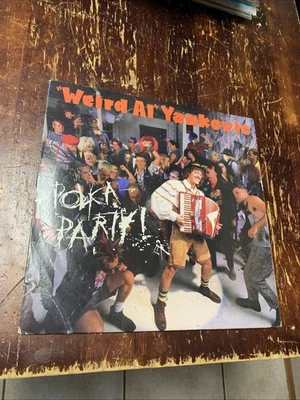 "Weird Al" Yankovic
POLKA
PARTY!